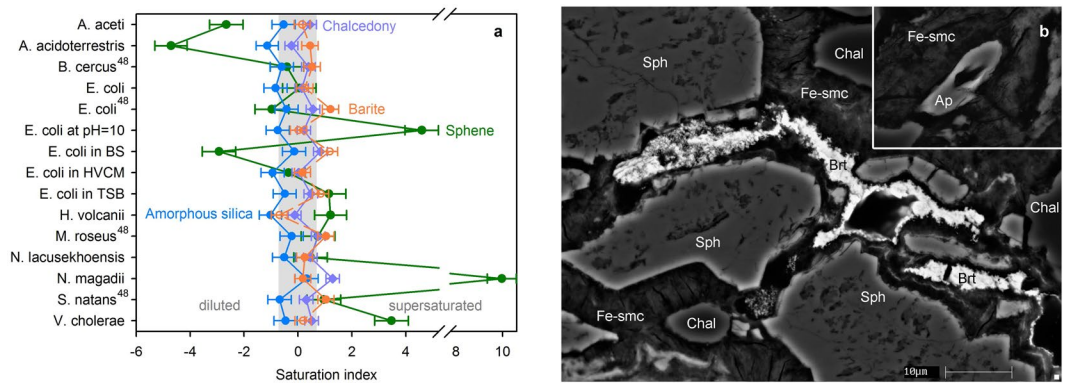 A. aceti
A. acidoterrestris
B. cercus48
E. coli
E. coli48
E. coli at pH=10
E. coli in BS
E. coli in HVCM
E. coli in TSB
H. volcanii
M. roseus48
N. lacusekhoensis
N. magadii
S. natans48
V. cholerae
a
Chalcedony
Barite
Sphene
Amorphous silica
diluted
supersaturated
-6 -4 -2 0 2 4 8 10
Saturation index
b
Fe-smc
Ap
Sph
Chal
Fe-smc
Brt
Chal
Sph
Brt
Sph
Fe-smc
Chal
10µm